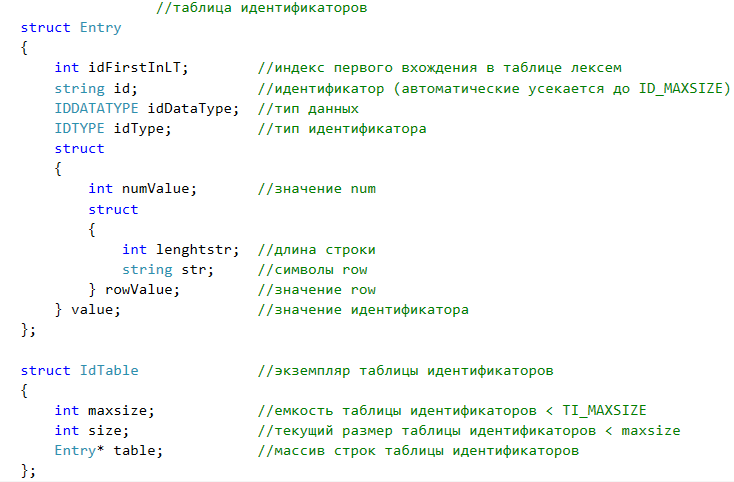 //таблица идентификаторов
struct Entry
{
    int idFirstInLT;        //индекс первого вхождения в таблице лексем
    string id;              //идентификатор (автоматические усекается до ID_MAXSIZE)
    IDDATATYPE idDataType;  //тип данных
    IDTYPE idType;          //тип идентификатора
    struct
    {
        int numValue;       //значение num
        struct
        {
            int lenghtstr;  //длина строки
            string str;     //символы row
        } rowValue;         //значение row
    } value;                //значение идентификатора
};
struct IdTable              //экземпляр таблицы идентификаторов
{
    int maxsize;            //емкость таблицы идентификаторов < TI_MAXSIZE
    int size;               //текущий размер таблицы идентификаторов < maxsize
    Entry* table;           //массив строк таблицы идентификаторов
};